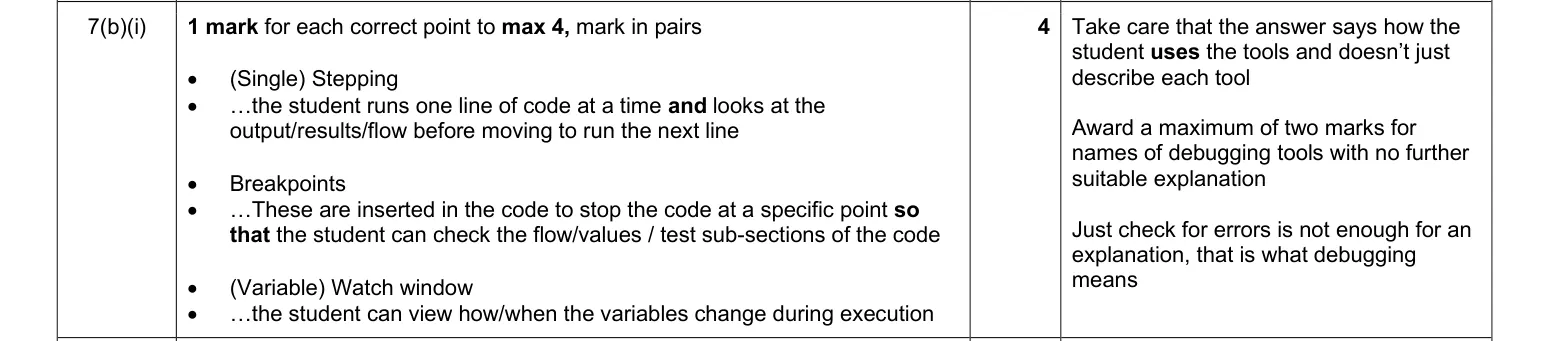 7(b)(i)
1 mark for each correct point to max 4, mark in pairs
• (Single) Stepping
• …the student runs one line of code at a time and looks at the
output/results/flow before moving to run the next line
• Breakpoints
• …These are inserted in the code to stop the code at a specific point so
that the student can check the flow/values / test sub-sections of the code
• (Variable) Watch window
• …the student can view how/when the variables change during execution
4
Take care that the answer says how the
student uses the tools and doesn’t just
describe each tool
Award a maximum of two marks for
names of debugging tools with no further
suitable explanation
Just check for errors is not enough for an
explanation, that is what debugging
means